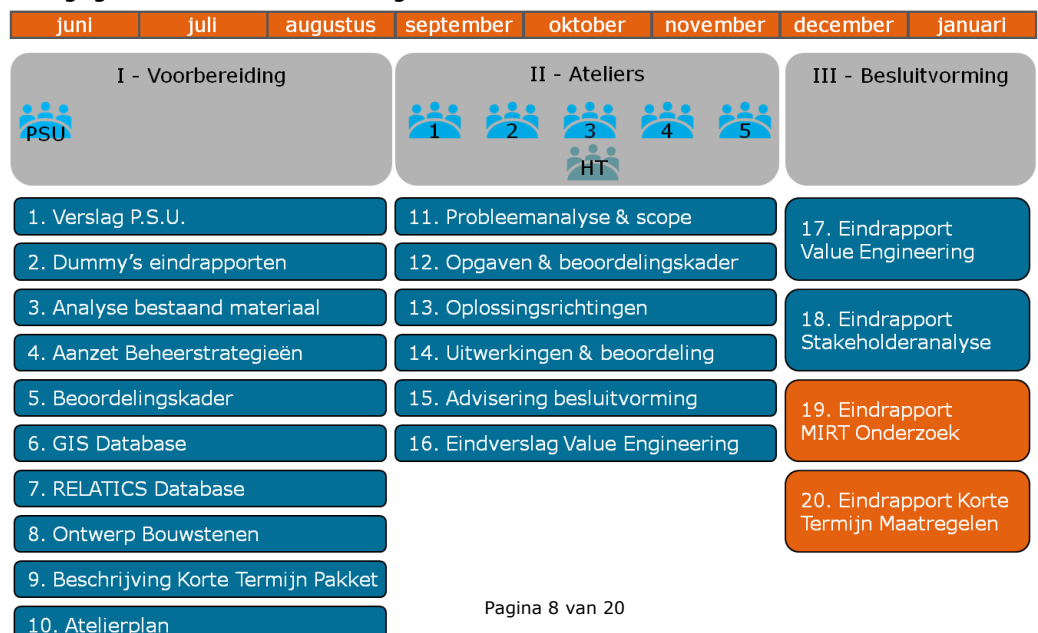 juni juli augustus september oktober november december januari
I - Voorbereiding
PSU
II - Ateliers
1 2 3 4 5
HT
III - Besluitvorming
1. Verslag P.S.U.
2. Dummy's eindrapporten
3. Analyse bestaand materiaal
4. Aanzet Beheerstrategieën
5. Beoordelingskader
6. GIS Database
7. RELATICS Database
8. Ontwerp Bouwstenen
9. Beschrijving Korte Termijn Pakket
10. Atelierplan
11. Probleemanalyse & scope
12. Opgaven & beoordelingskader
13. Oplossingsrichtingen
14. Uitwerkingen & beoordeling
15. Advisering besluitvorming
16. Eindverslag Value Engineering
17. Eindrapport
Value Engineering
18. Eindrapport
Stakeholderanalyse
19. Eindrapport
MIRT Onderzoek
20. Eindrapport Korte
Termijn Maatregelen
Pagina 8 van 20